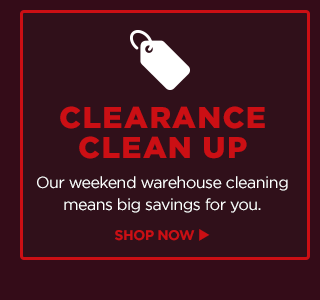 CLEARANCE
CLEAN UP
Our weekend warehouse cleaning
means big savings for you.
SHOP NOW ▶